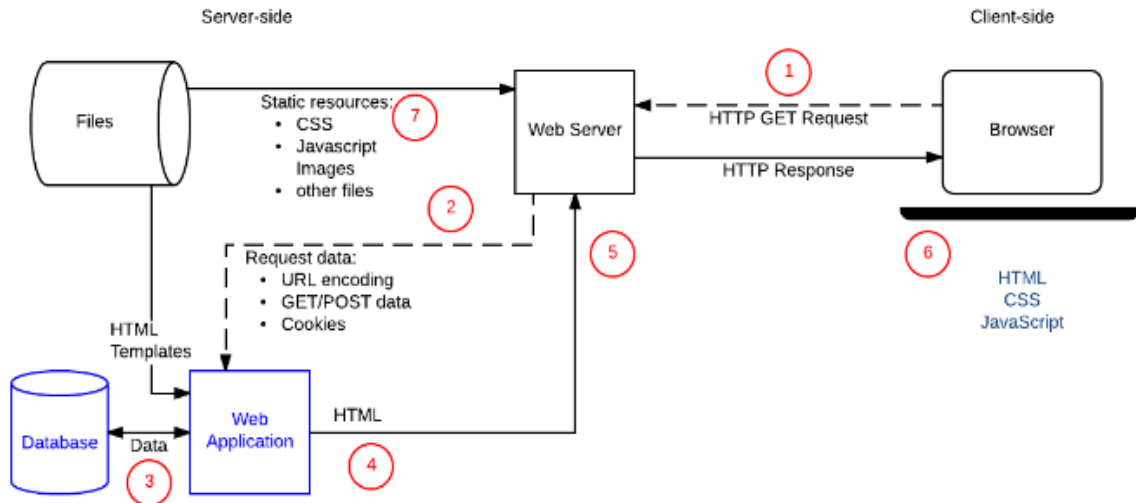 Server-side
Client-side
Files
Static resources:
• CSS
• Javascript
Images
• other files
7
Web Server
1
HTTP GET Request
HTTP Response
Browser
2
Request data:
• URL encoding
• GET/POST data
• Cookies
5
6
HTML
CSS
JavaScript
HTML
Templates
Database
Data
3
Web
Application
HTML
4